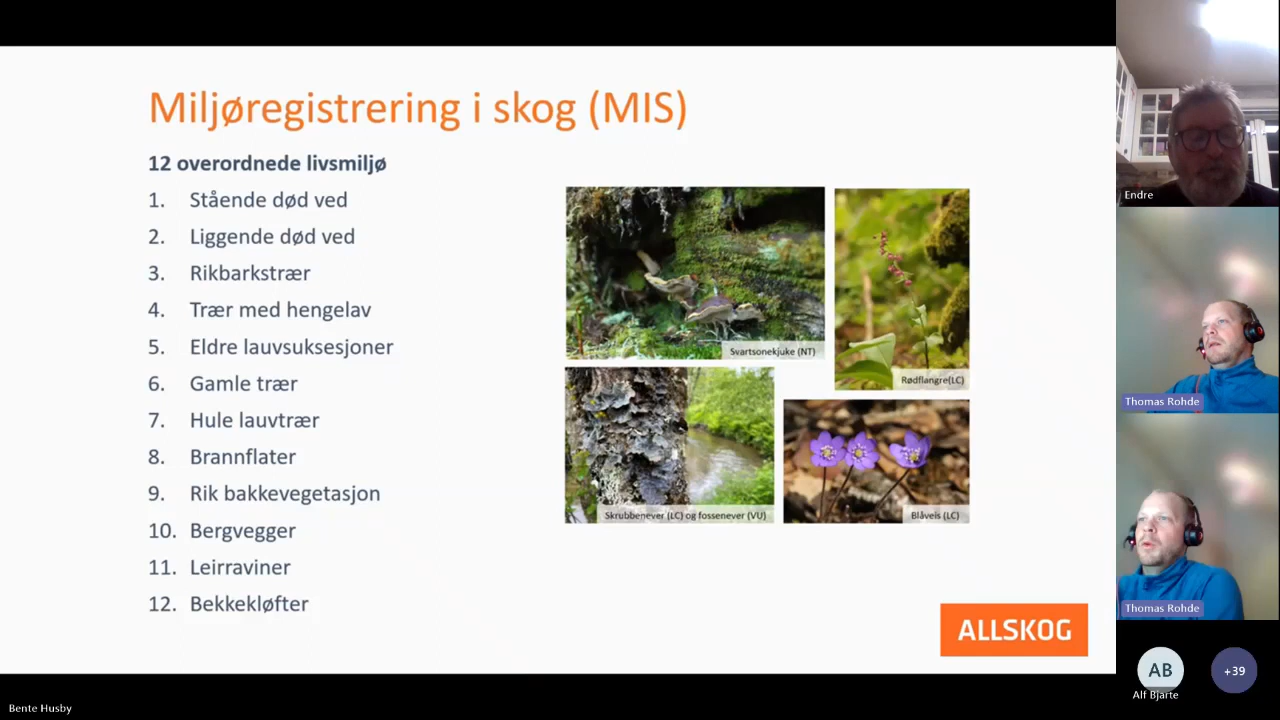 Miljøregistrering i skog (MIS)
12 overordnede livsmiljø
1. Stående død ved
2. Liggende død ved
3. Rikbarkstrær
4. Trær med hengelav
5. Eldre lauvsuksesjoner
6. Gamle trær
7. Hule lauvtrær
8. Brannflater
9. Rik bakkevegetasjon
10. Bergvegger
11. Leirraviner
12. Bekkekløfter
Svartsonekjuke (NT)
Rødflangre(LC)
Skrubbenever (LC) og fossenever (VU)
Blåveis (LC)
ALLSKOG
Endre
Thomas Rohde
Thomas Rohde
AB
Alf Bjarte
+39
Bente Husby